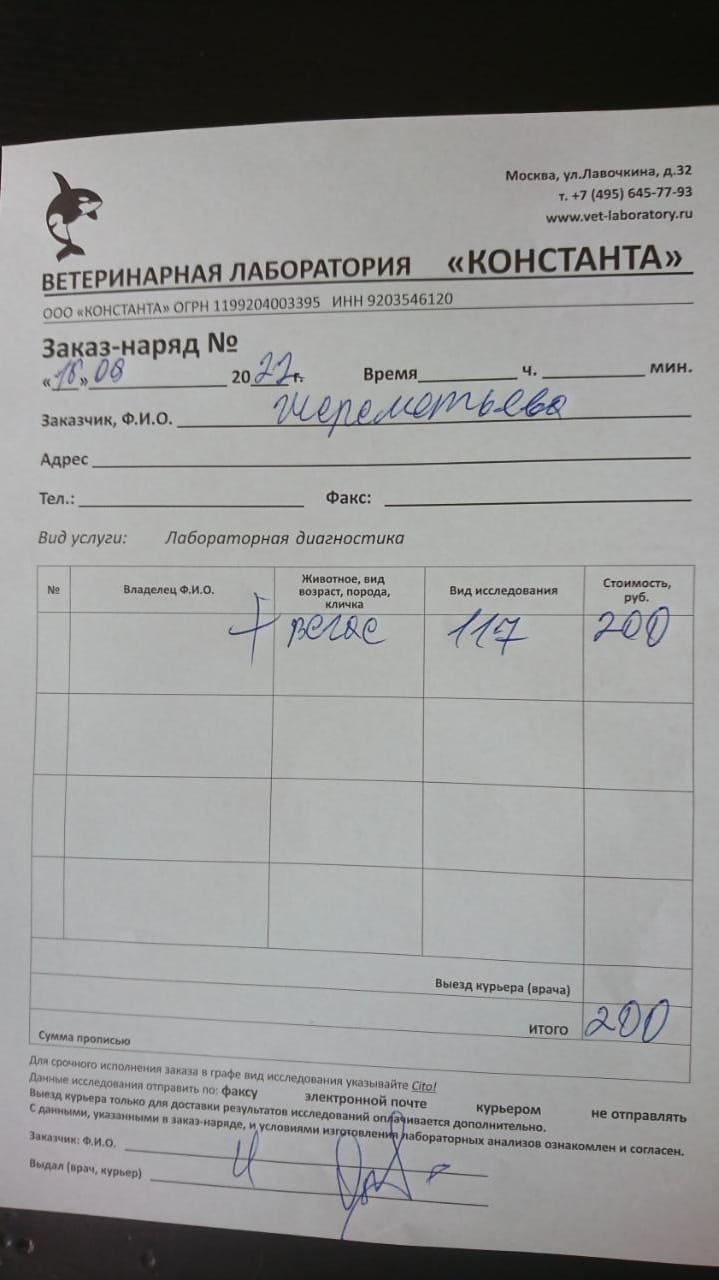 Москва, ул.Лавочкина, д.32
т. +7 (495) 645-77-93
www.vet-laboratory.ru
ВЕТЕРИНАРНАЯ ЛАБОРАТОРИЯ «КОНСТАНТА»
ООО «КОНСТАНТА» ОГРН 1199204003395 ИНН 9203546120
Заказ-наряд №
«18» 08 2022г. Время ч. мин.
Заказчик, Ф.И.О. Шереметьева
Адрес
Тел.: Факс:
Вид услуги: Лабораторная диагностика
№ Владелец Ф.И.О. Животное, вид возраст, порода, кличка Вид исследования Стоимость, руб.
Вегас 117 200
Выезд курьера (врача)
ИТОГО 200
Сумма прописью
Для срочного исполнения заказа в графе вид исследования указывайте Cito!
Данные исследования отправить по: факсу электронной почте курьером не отправлять
Выезд курьера только для доставки результатов исследований оплачивается дополнительно.
С данными, указанными в заказ-наряде, и условиями изготовления лабораторных анализов ознакомлен и согласен.
Заказчик: Ф.И.О.
Выдал (врач, курьер)